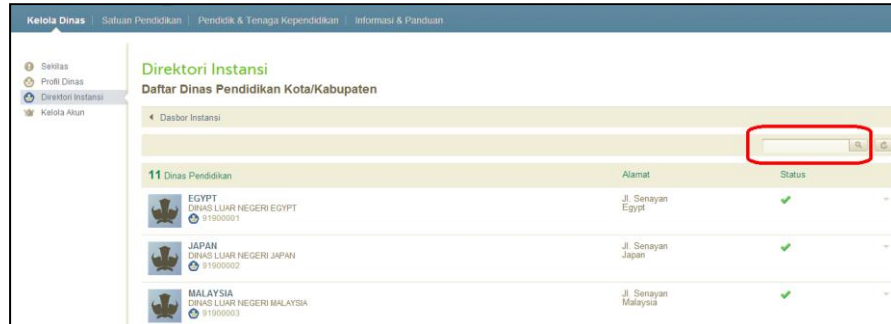 Kelola Dinas | Satuan Pendidikan | Pendidik & Tenaga Kependidikan | Informasi & Panduan
Sekilas
Profil Dinas
Direktori Instansi
Kelola Akun
Direktori Instansi
Daftar Dinas Pendidikan Kota/Kabupaten
Dasbor Instansi
11 Dinas Pendidikan Alamat Status
EGYPT
DINAS LUAR NEGERI EGYPT
91900001
Jl. Senayan
Egypt
JAPAN
DINAS LUAR NEGERI JAPAN
91900002
Jl. Senayan
Japan
MALAYSIA
DINAS LUAR NEGERI MALAYSIA
91900003
Jl. Senayan
Malaysia